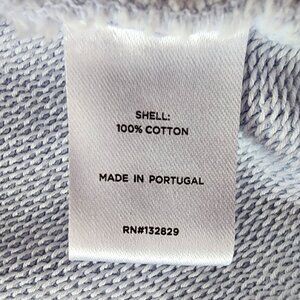 SHELL:
100% COTTON
MADE IN PORTUGAL
RN#132829